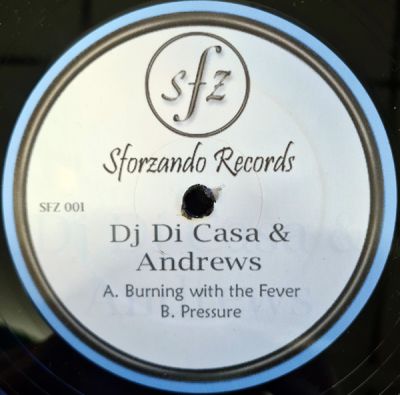 sfz
Sforzando Records
SFZ 001
Dj Di Casa &
Andrews
A. Burning with the Fever
B. Pressure